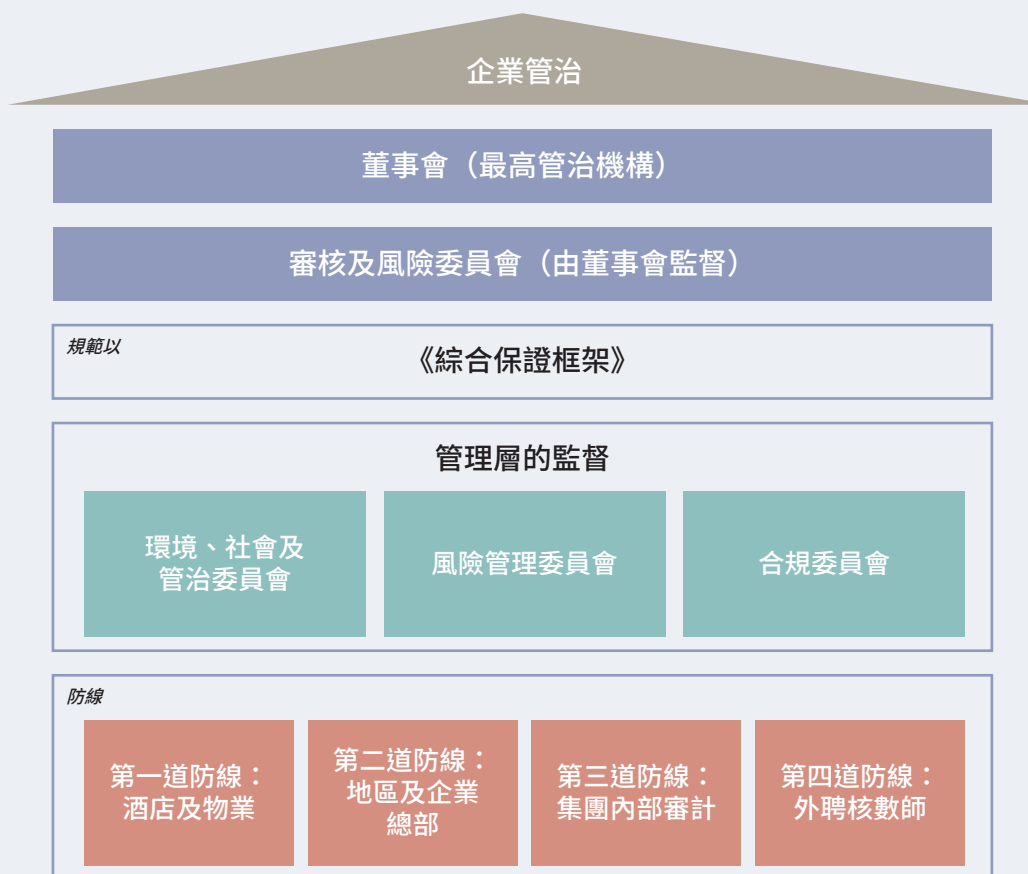 企業管治
董事會（最高管治機構）
審核及風險委員會（由董事會監督）
規範以
《綜合保證框架》
管理層的監督
環境、社會及
管治委員會
風險管理委員會
合規委員會
防線
第一道防線：
酒店及物業
第二道防線：
地區及企業
總部
第三道防線：
集團內部審計
第四道防線：
外聘核數師